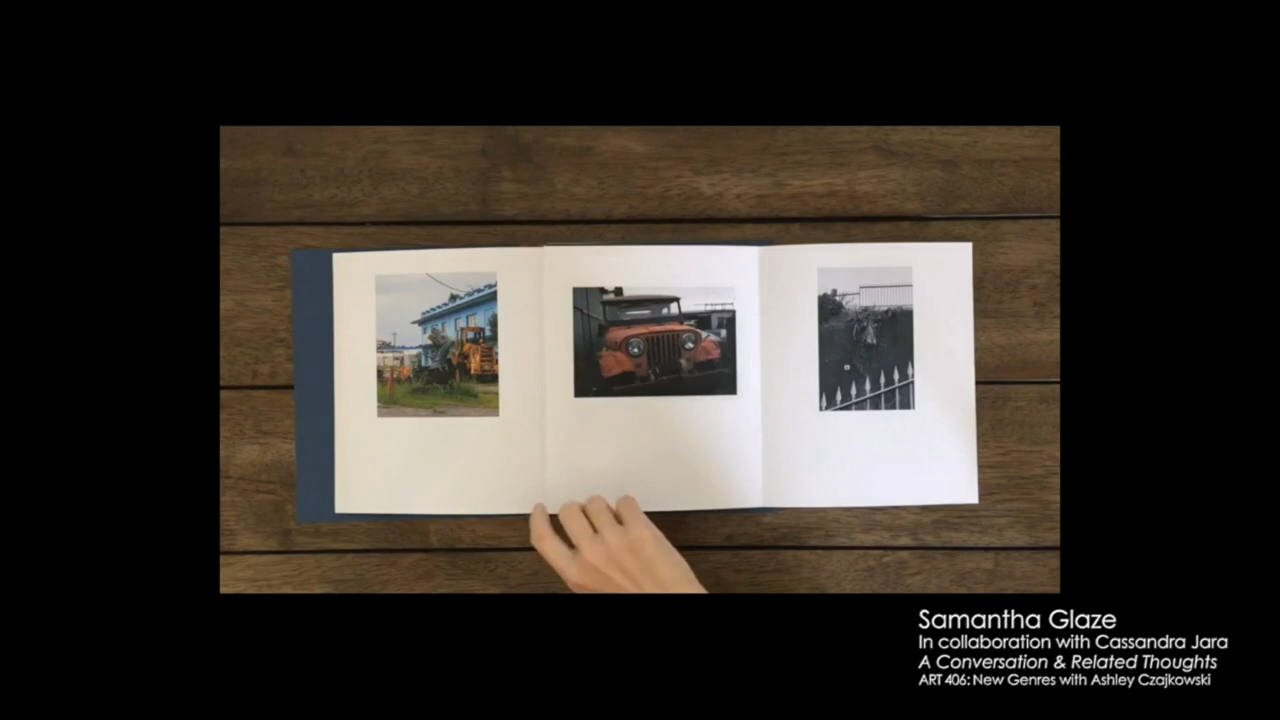 Samantha Glaze
In collaboration with Cassandra Jara
A Conversation & Related Thoughts
ART 406: New Genres with Ashley Czajkowski